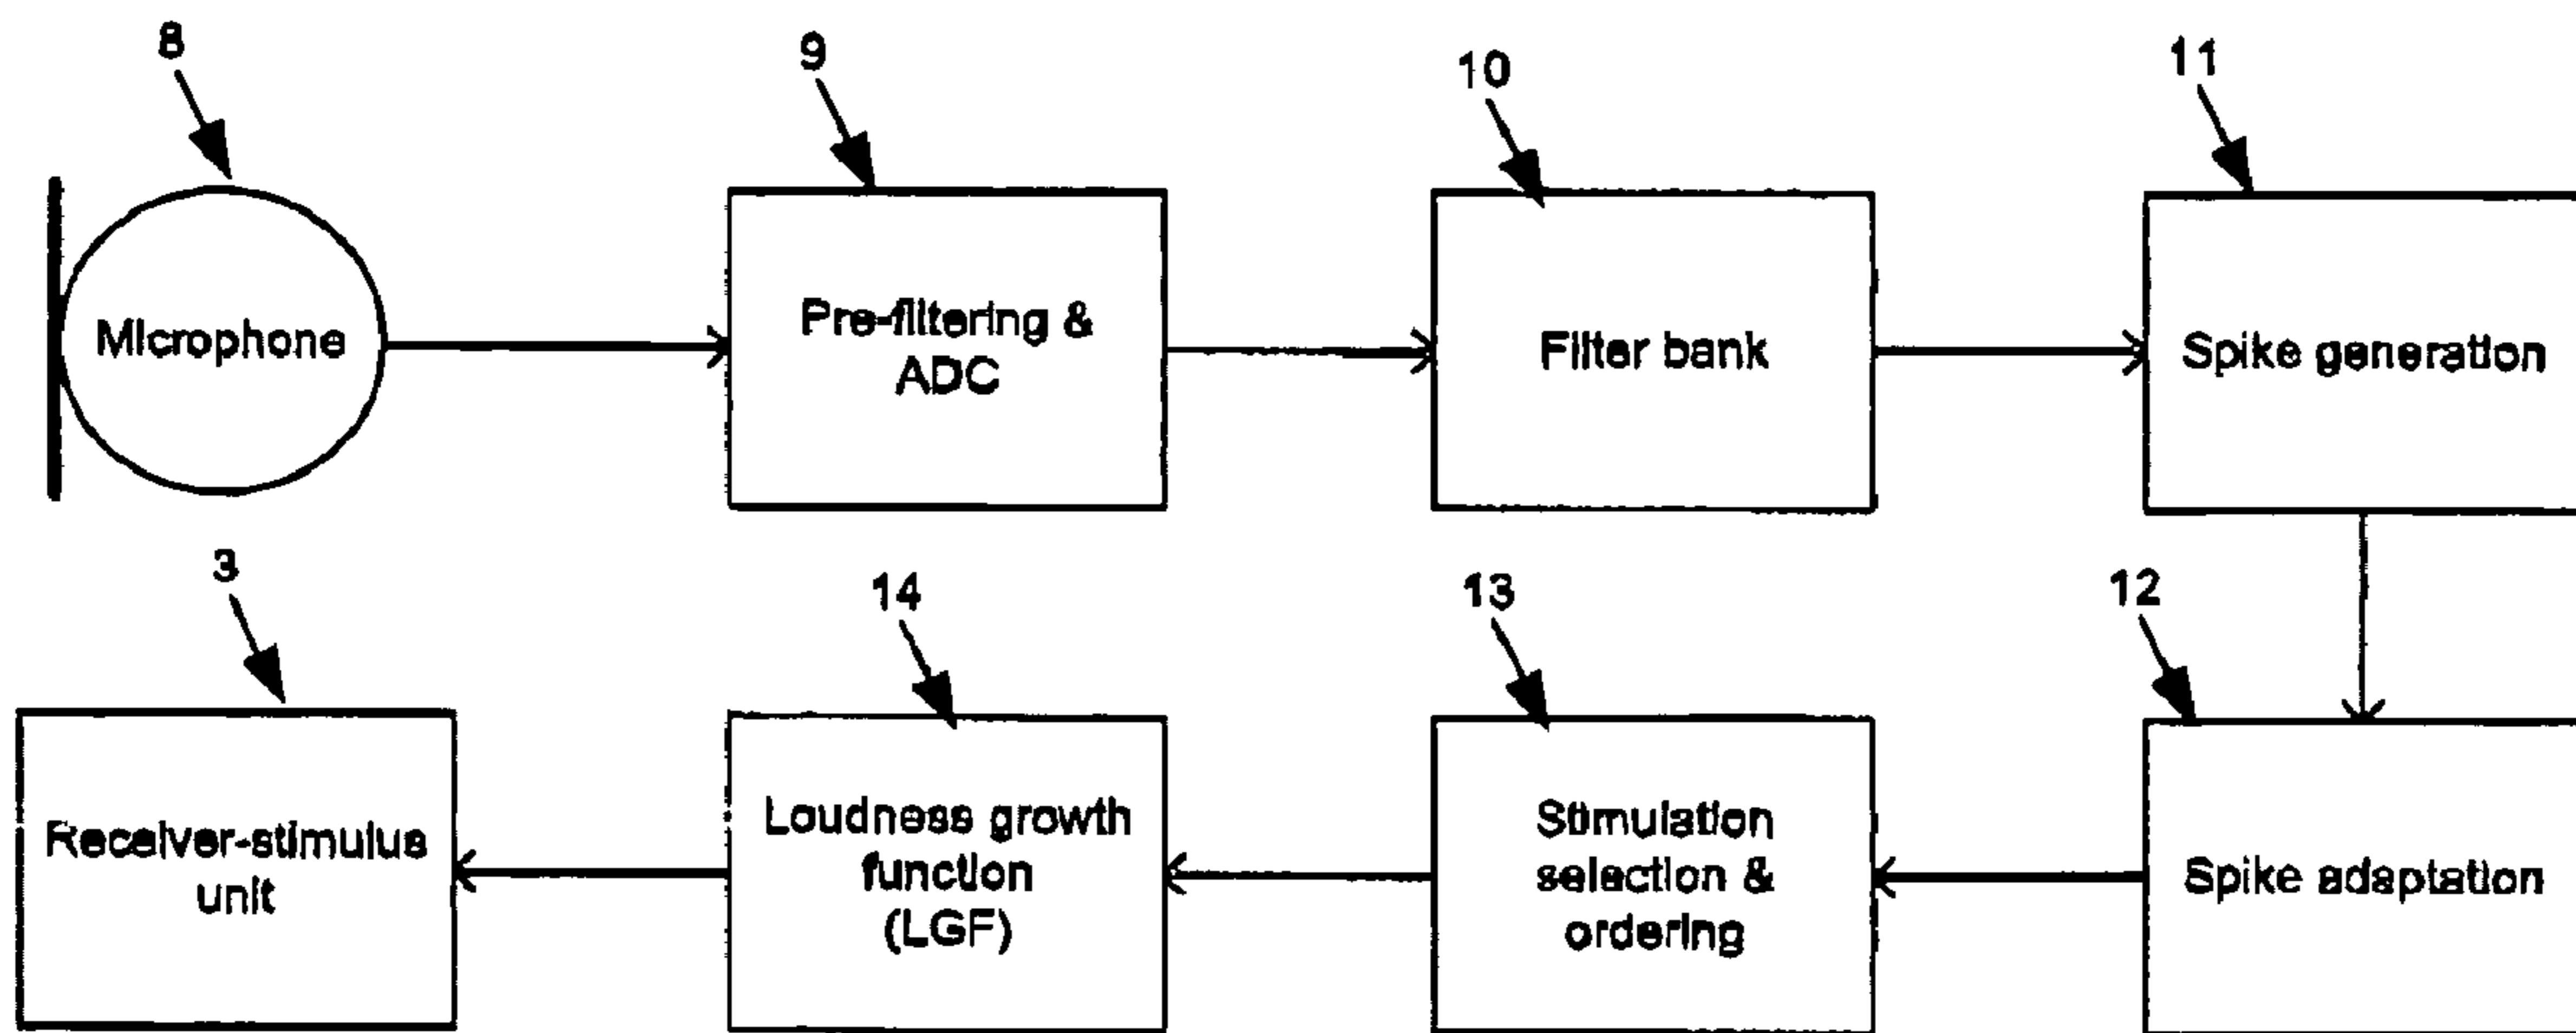 8
9
10
11
Microphone
Pre-filtering &
ADC
Filter bank
Spike generation
3
14
13
12
Receiver-stimulus
unit
Loudness growth
function
(LGF)
Stimulation
selection &
ordering
Spike adaptation